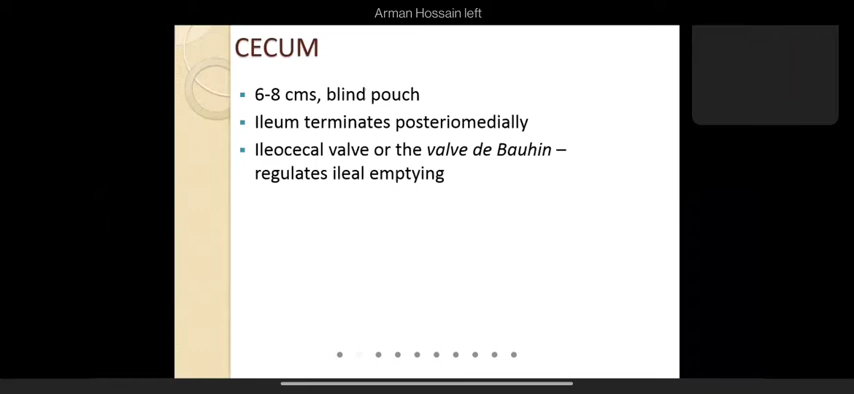 Arman Hossain left
CECUM
▪ 6-8 cms, blind pouch
▪ Ileum terminates posteriomedially
▪ Ileocecal valve or the valve de Bauhin –
regulates ileal emptying